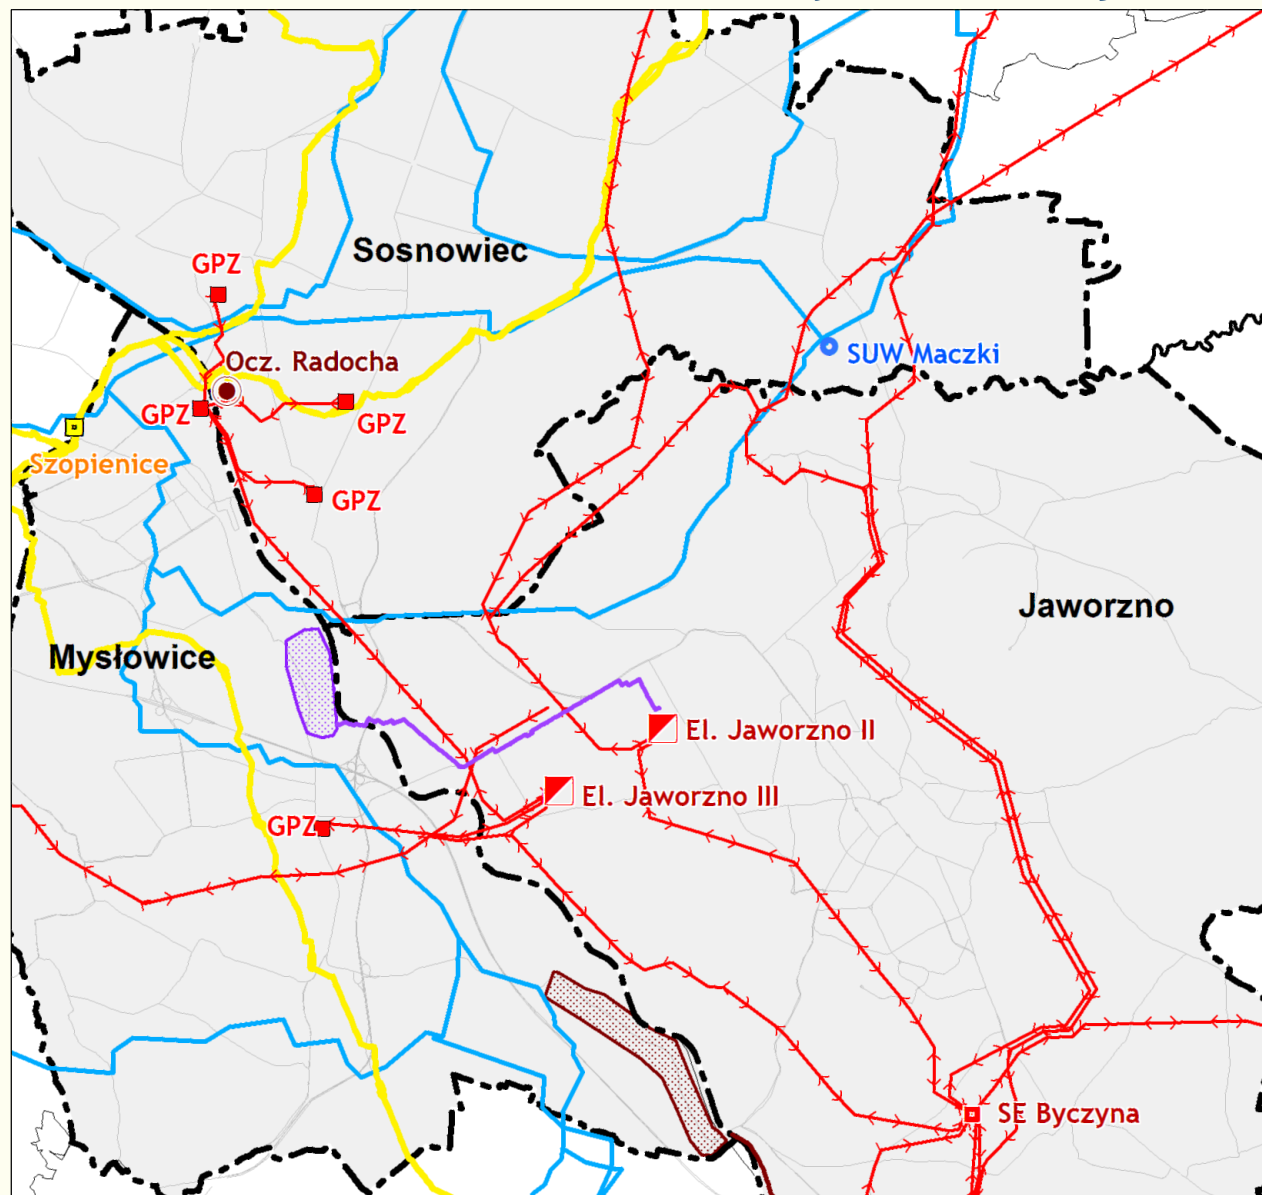 Sosnowiec
GPZ
SUW Maczki
Ocz. Radocha
GPZ
GPZ
Szopienice
GPZ
Jaworzno
Mysłowice
El. Jaworzno II
El. Jaworzno III
GPZ
SE Byczyna